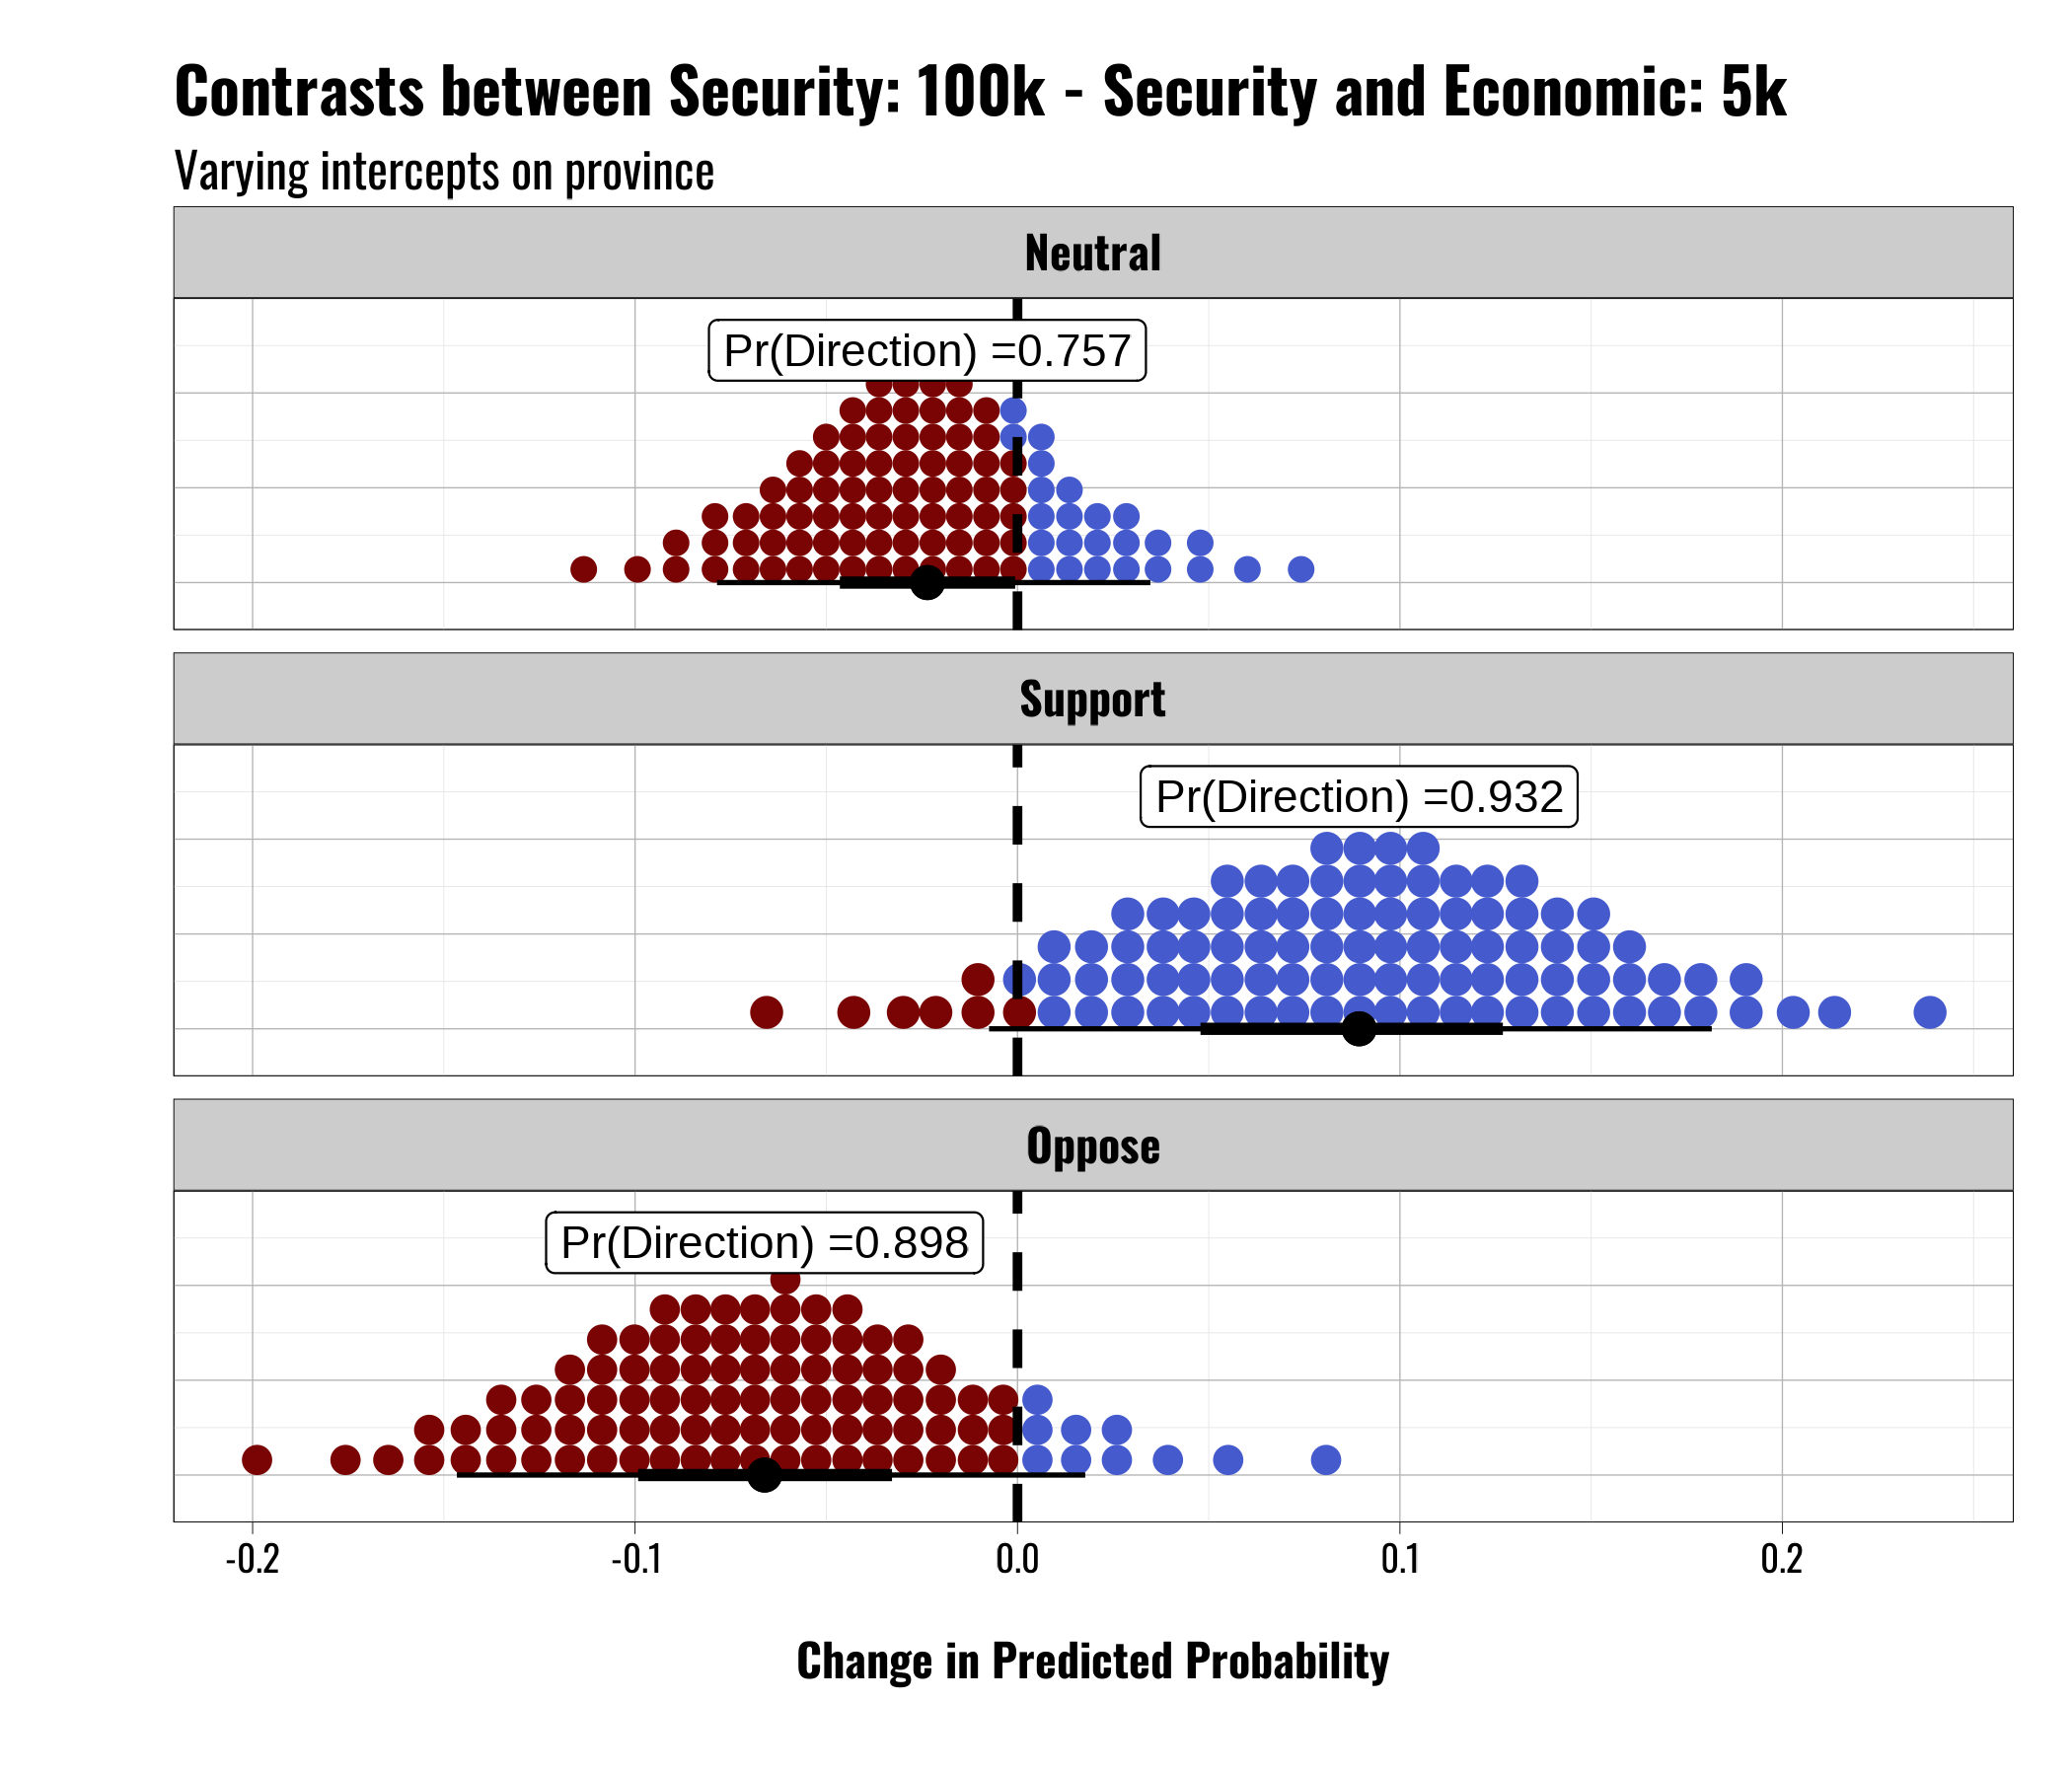 Contrasts between Security: 100k - Security and Economic: 5k
Varying intercepts on province
Neutral
Pr(Direction) =0.757
Support
Pr(Direction) =0.932
Oppose
Pr(Direction) =0.898
-0.2 -0.1 0.0 0.1 0.2
Change in Predicted Probability